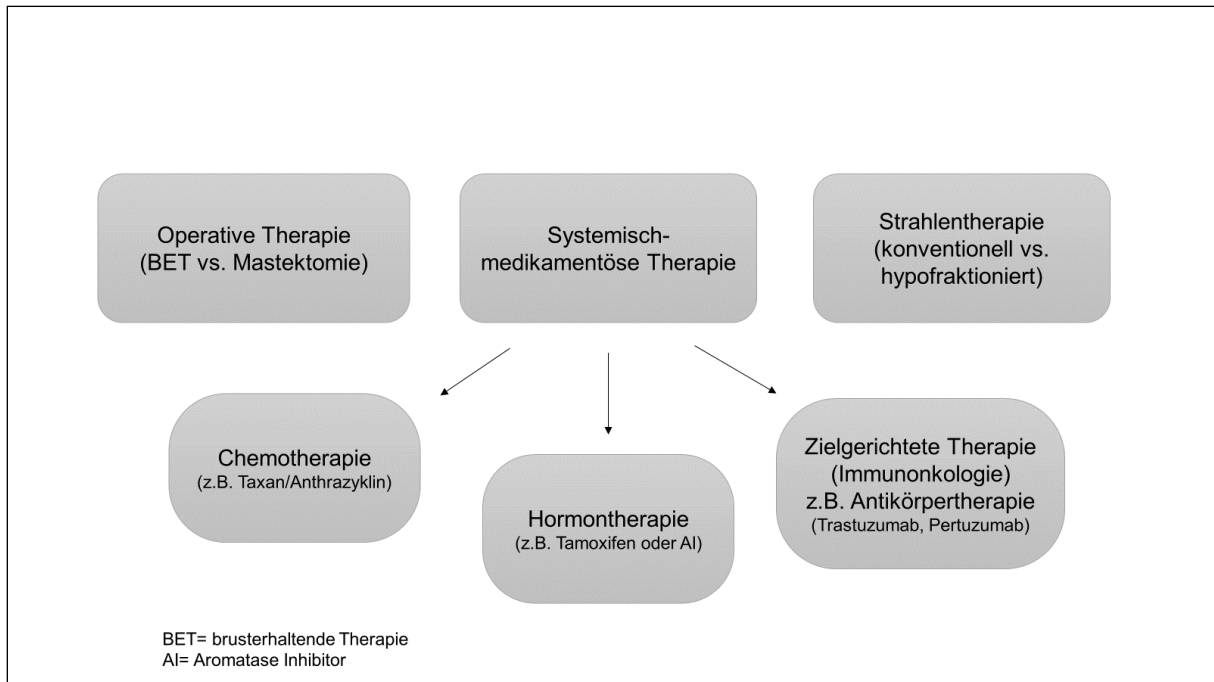 Operative Therapie
(BET vs. Mastektomie)
Systemisch-
medikamentöse Therapie
Strahlentherapie
(konventionell vs.
hypofraktioniert)
Chemotherapie
(z.B. Taxan/Anthrazyklin)
Hormontherapie
(z.B. Tamoxifen oder AI)
Zielgerichtete Therapie
(Immunonkologie)
z.B. Antikörpertherapie
(Trastuzumab, Pertuzumab)
BET= brusterhaltende Therapie
AI= Aromatase Inhibitor